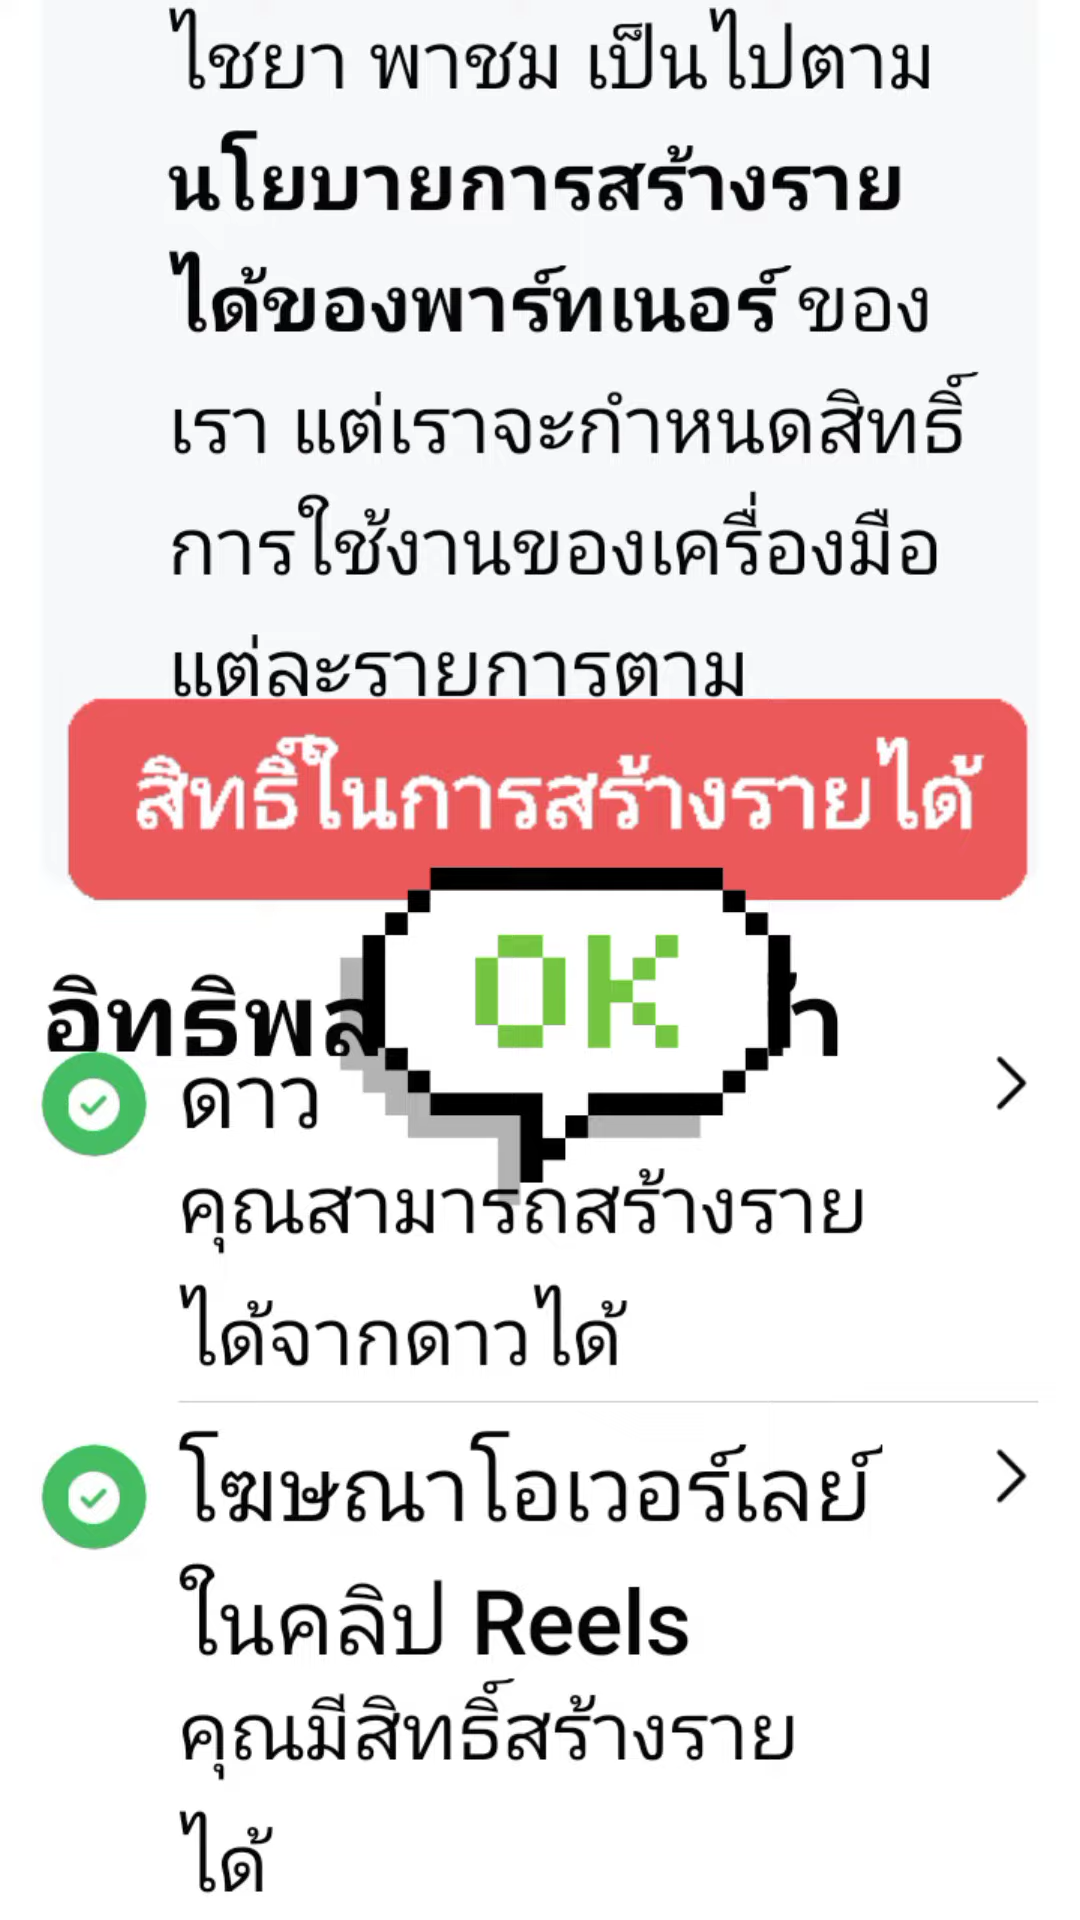 ไชยา พาชม เป็นไปตาม
นโยบายการสร้างราย
ได้ของพาร์ทเนอร์ ของ
เรา แต่เราจะกำหนดสิทธิ์
การใช้งานของเครื่องมือ
แต่ละรายการตาม
สิทธิ์ในการสร้างรายได้
OK
ดาว
คุณสามารถสร้างราย
ได้จากดาวได้
โฆษณาโอเวอร์เลย์
ในคลิป Reels
คุณมีสิทธิ์สร้างราย
ได้